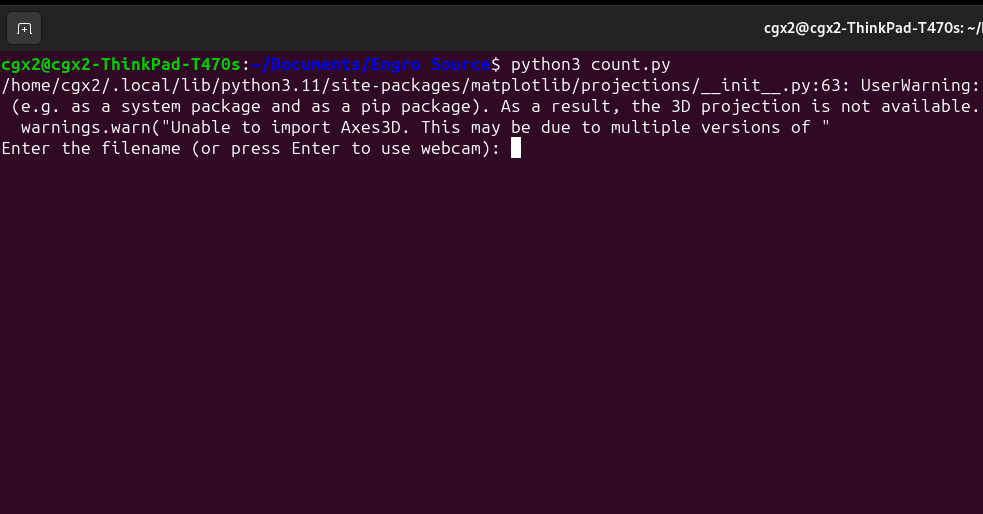 cgx2@cgx2-ThinkPad-T470s: ~/
cgx2@cgx2-ThinkPad-T470s:~/Documents/Engro Source$ python3 count.py
/home/cgx2/.local/lib/python3.11/site-packages/matplotlib/projections/__init__.py:63: UserWarning:
(e.g. as a system package and as a pip package). As a result, the 3D projection is not available.
warnings.warn("Unable to import Axes3D. This may be due to multiple versions of "
Enter the filename (or press Enter to use webcam):